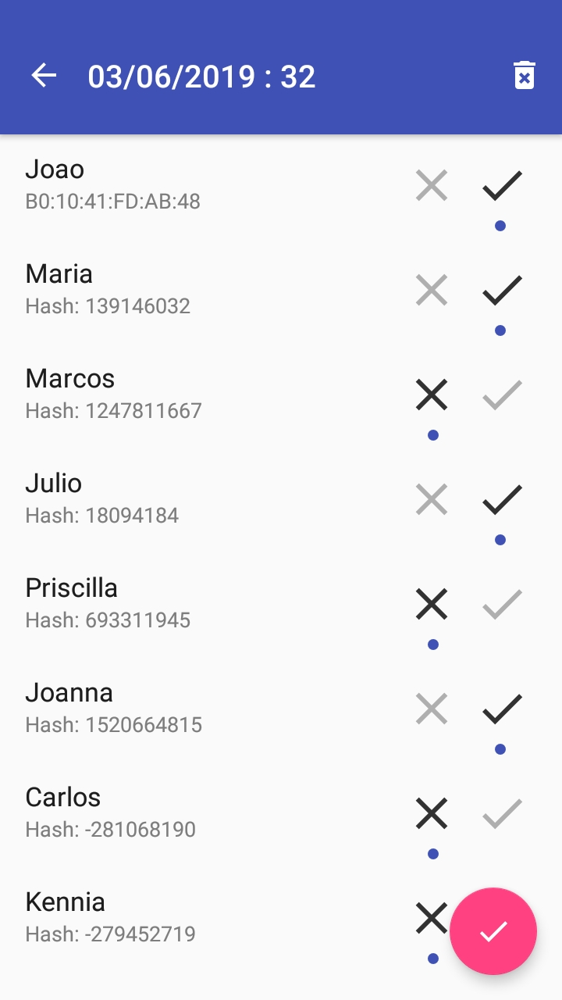 03/06/2019 : 32
Joao
B0:10:41:FD:AB:48
Maria
Hash: 139146032
Marcos
Hash: 1247811667
Julio
Hash: 18094184
Priscilla
Hash: 693311945
Joanna
Hash: 1520664815
Carlos
Hash: -281068190
Kennia
Hash: -279452719